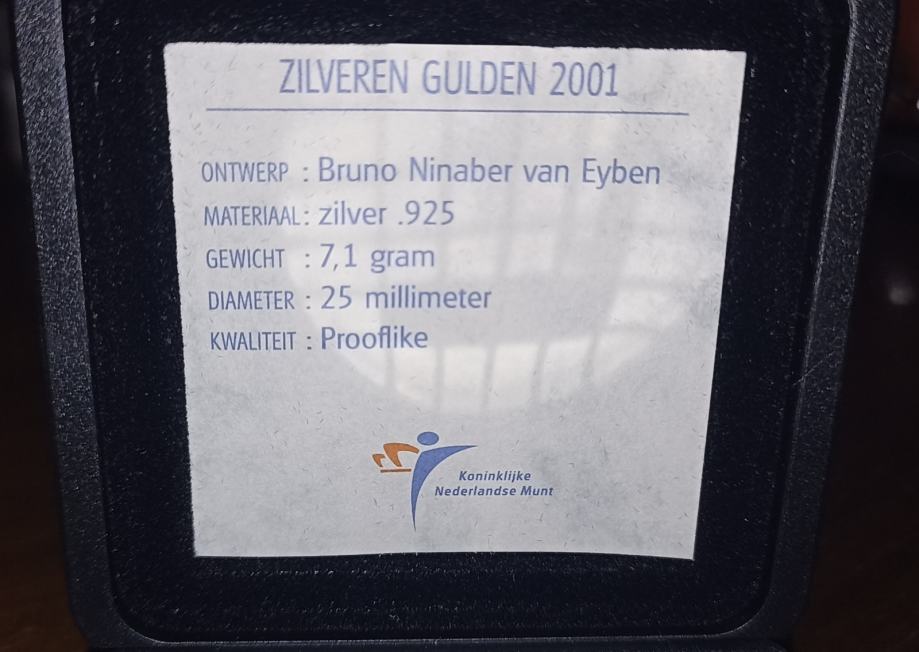 ZILVEREN GULDEN 2001
ONTWERP : Bruno Ninaber van Eyben
MATERIAAL: zilver .925
GEWICHT : 7,1 gram
DIAMETER : 25 millimeter
KWALITEIT : Prooflike
Koninklijke
Nederlandse Munt